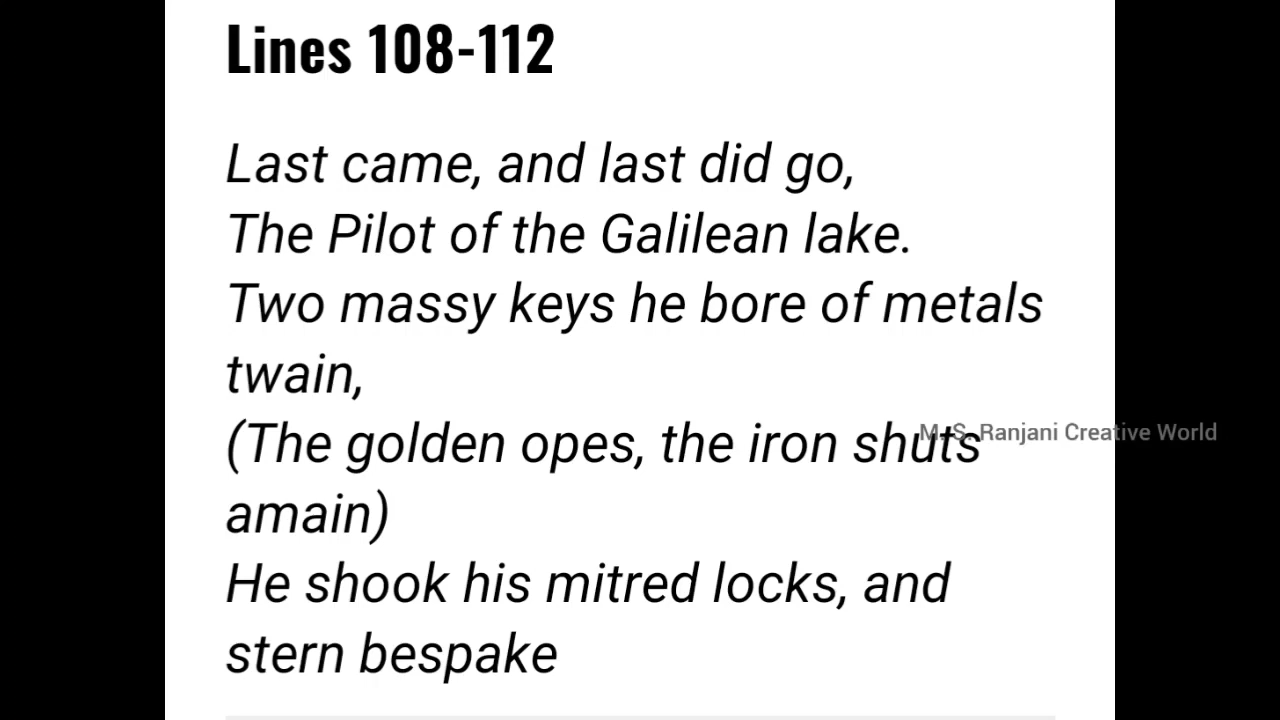 Lines 108-112
Last came, and last did go,
The Pilot of the Galilean lake.
Two massy keys he bore of metals
twain,
(The golden opes, the iron shuts
M. S. Ranjani Creative World
amain)
He shook his mitred locks, and
stern bespake